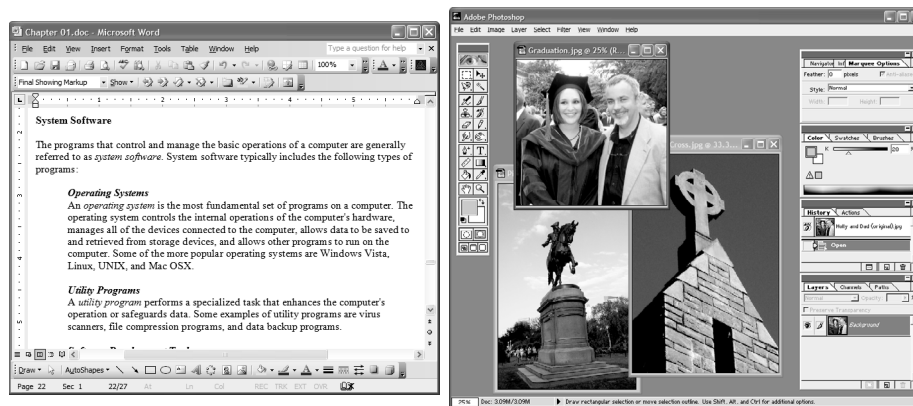 Chapter 01.doc - Microsoft Word
File Edit View Insert Format Tools Table Window Help Type a question for help
100%
Final Showing Markup Show
System Software
The programs that control and manage the basic operations of a computer are generally
referred to as system software. System software typically includes the following types of
programs:
Operating Systems
An operating system is the most fundamental set of programs on a computer. The
operating system controls the internal operations of the computer's hardware,
manages all of the devices connected to the computer, allows data to be saved to
and retrieved from storage devices, and allows other programs to run on the
computer. Some of the more popular operating systems are Windows Vista,
Linux, UNIX, and Mac OSX.
Utility Programs
A utility program performs a specialized task that enhances the computer's
operation or safeguards data. Some examples of utility programs are virus
scanners, file compression programs, and data backup programs.
Draw AutoShapes
Page 22 Sec 1 22/27 At Ln Col REC TRK EXT OVR
Adobe Photoshop
File Edit Image Layer Select Filter View Window Help
Graduation.jpg @ 25% (R...
Cross.jpg @ 33.3...
Navigator Inf Marquee Options
Feather: 0 pixels
Style: Normal
Width: Height:
Color Swatches Brushes
K 20
History Actions
Holly and Dad (original).jpg
Open
Layers Channels Paths
Normal Opacity:
Preserve Transparency
Background
25% Doc: 3.09M/3.09M Draw rectangular selection or move selection outline. Use Shift, Alt, and Ctrl for additional options.